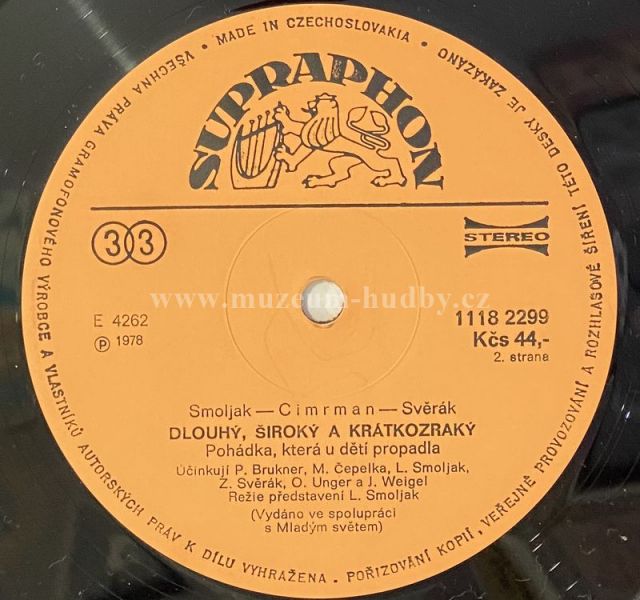 MADE IN CZECHOSLOVAKIA • VŠECHNA PRÁVA GRAMOFONOVÉHO VÝROBCE A VLASTNÍKŮ AUTORSKÝCH PRÁV K DÍLU VYHRAŽENA • POŘIZOVÁNÍ KOPIÍ, VEŘEJNÉ PROVOZOVÁNÍ A ROZHLASOVÉ ŠÍŘENÍ TÉTO DESKY JE ZAKÁZÁNO •
SUPRAPHON
33
STEREO
www.muzeum-hudby.cz
E 4262
℗ 1978
1118 2299
Kčs 44,-
2. strana
Smoljak — Cimrman — Svěrák
DLOUHÝ, ŠIROKÝ A KRÁTKOZRAKÝ
Pohádka, která u dětí propadla
Účinkují P. Brukner, M. Čepelka, L. Smoljak,
Z. Svěrák, O. Unger a J. Weigel
Režie představení L. Smoljak
(Vydáno ve spolupráci
s Mladým světem)